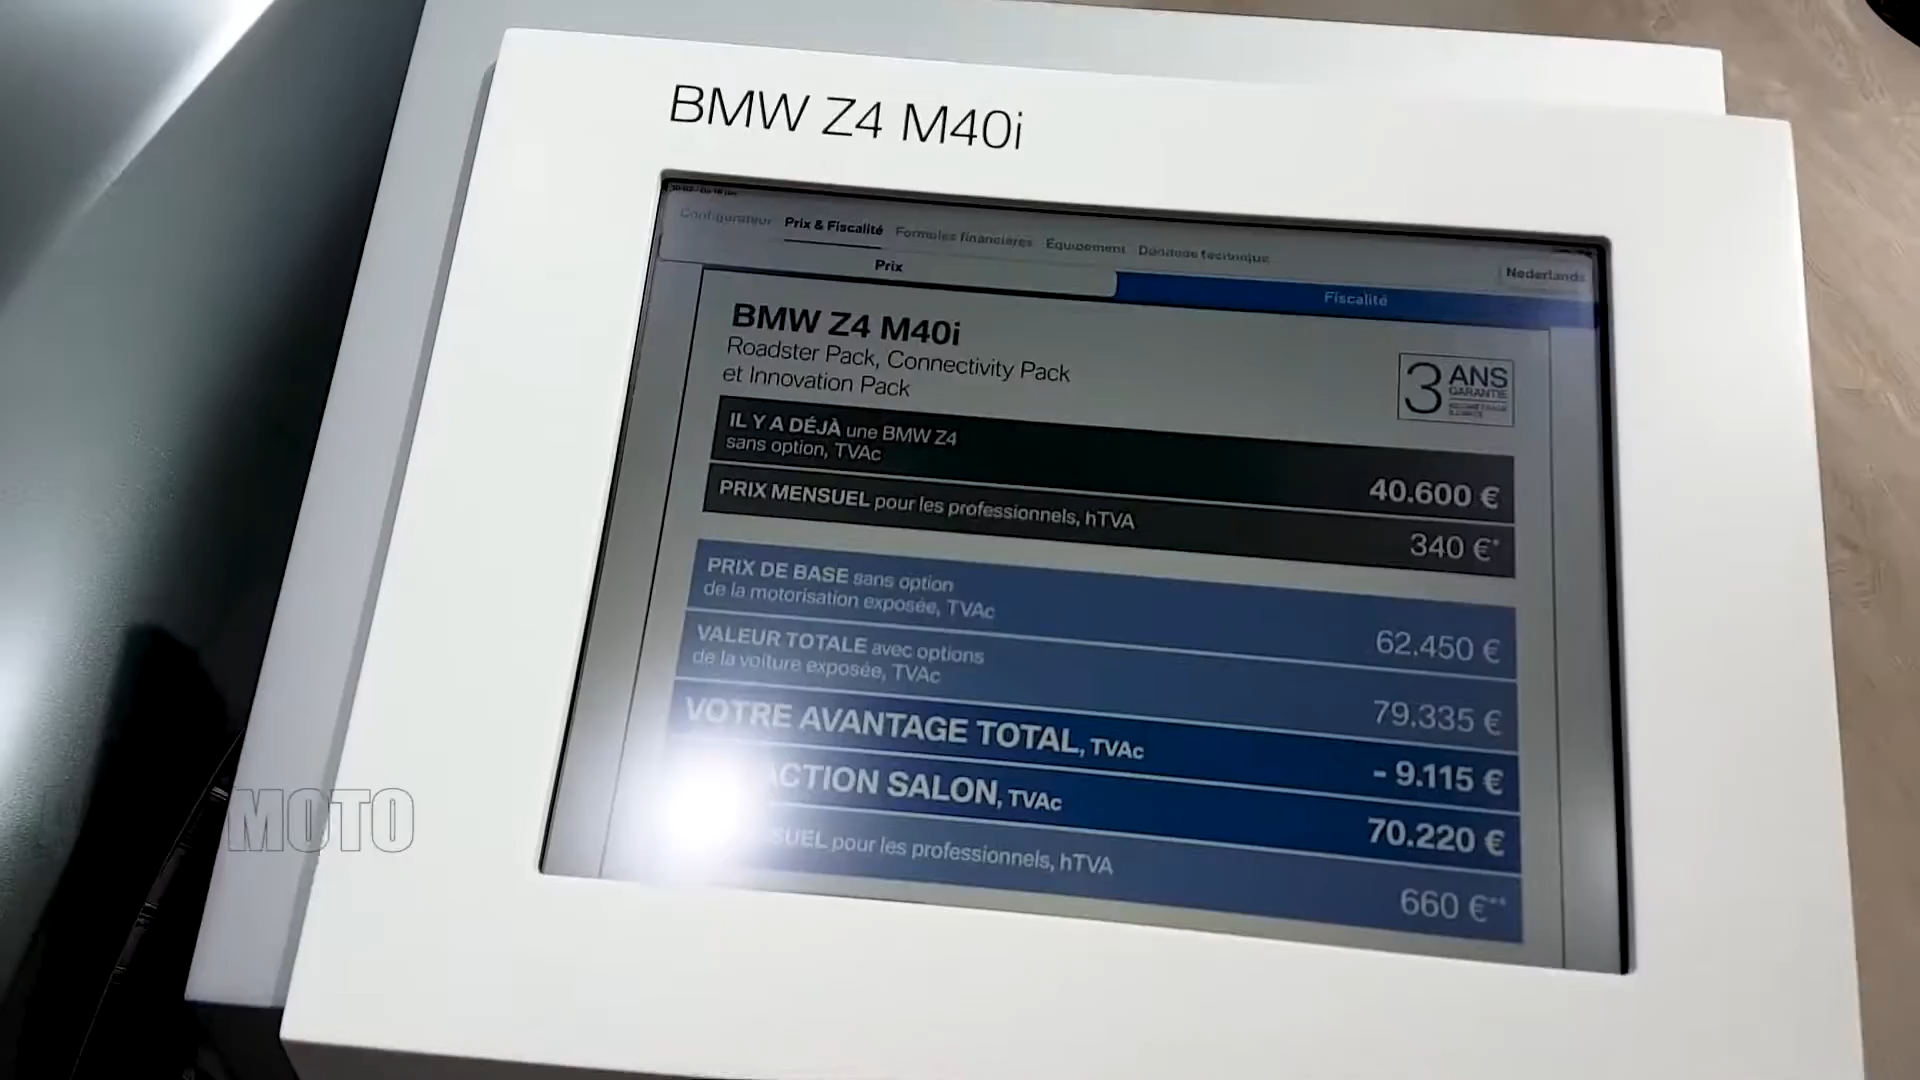 BMW Z4 M40i
Configurateur Prix & Fiscalité Formules financières Équipement
Nederlands
Prix
Fiscalité
BMW Z4 M40i
Roadster Pack, Connectivity Pack
et Innovation Pack
3 ANS
GARANTIE
IL Y A DÉJÀ une BMW Z4
sans option, TVAc
40.600 €
PRIX MENSUEL pour les professionnels, hTVA
340 €*
PRIX DE BASE sans option
de la motorisation exposée, TVAc
62.450 €
VALEUR TOTALE avec options
de la voiture exposée, TVAc
79.335 €
VOTRE AVANTAGE TOTAL, TVAc
- 9.115 €
ACTION SALON, TVAc
70.220 €
pour les professionnels, hTVA
660 €**
MOTO